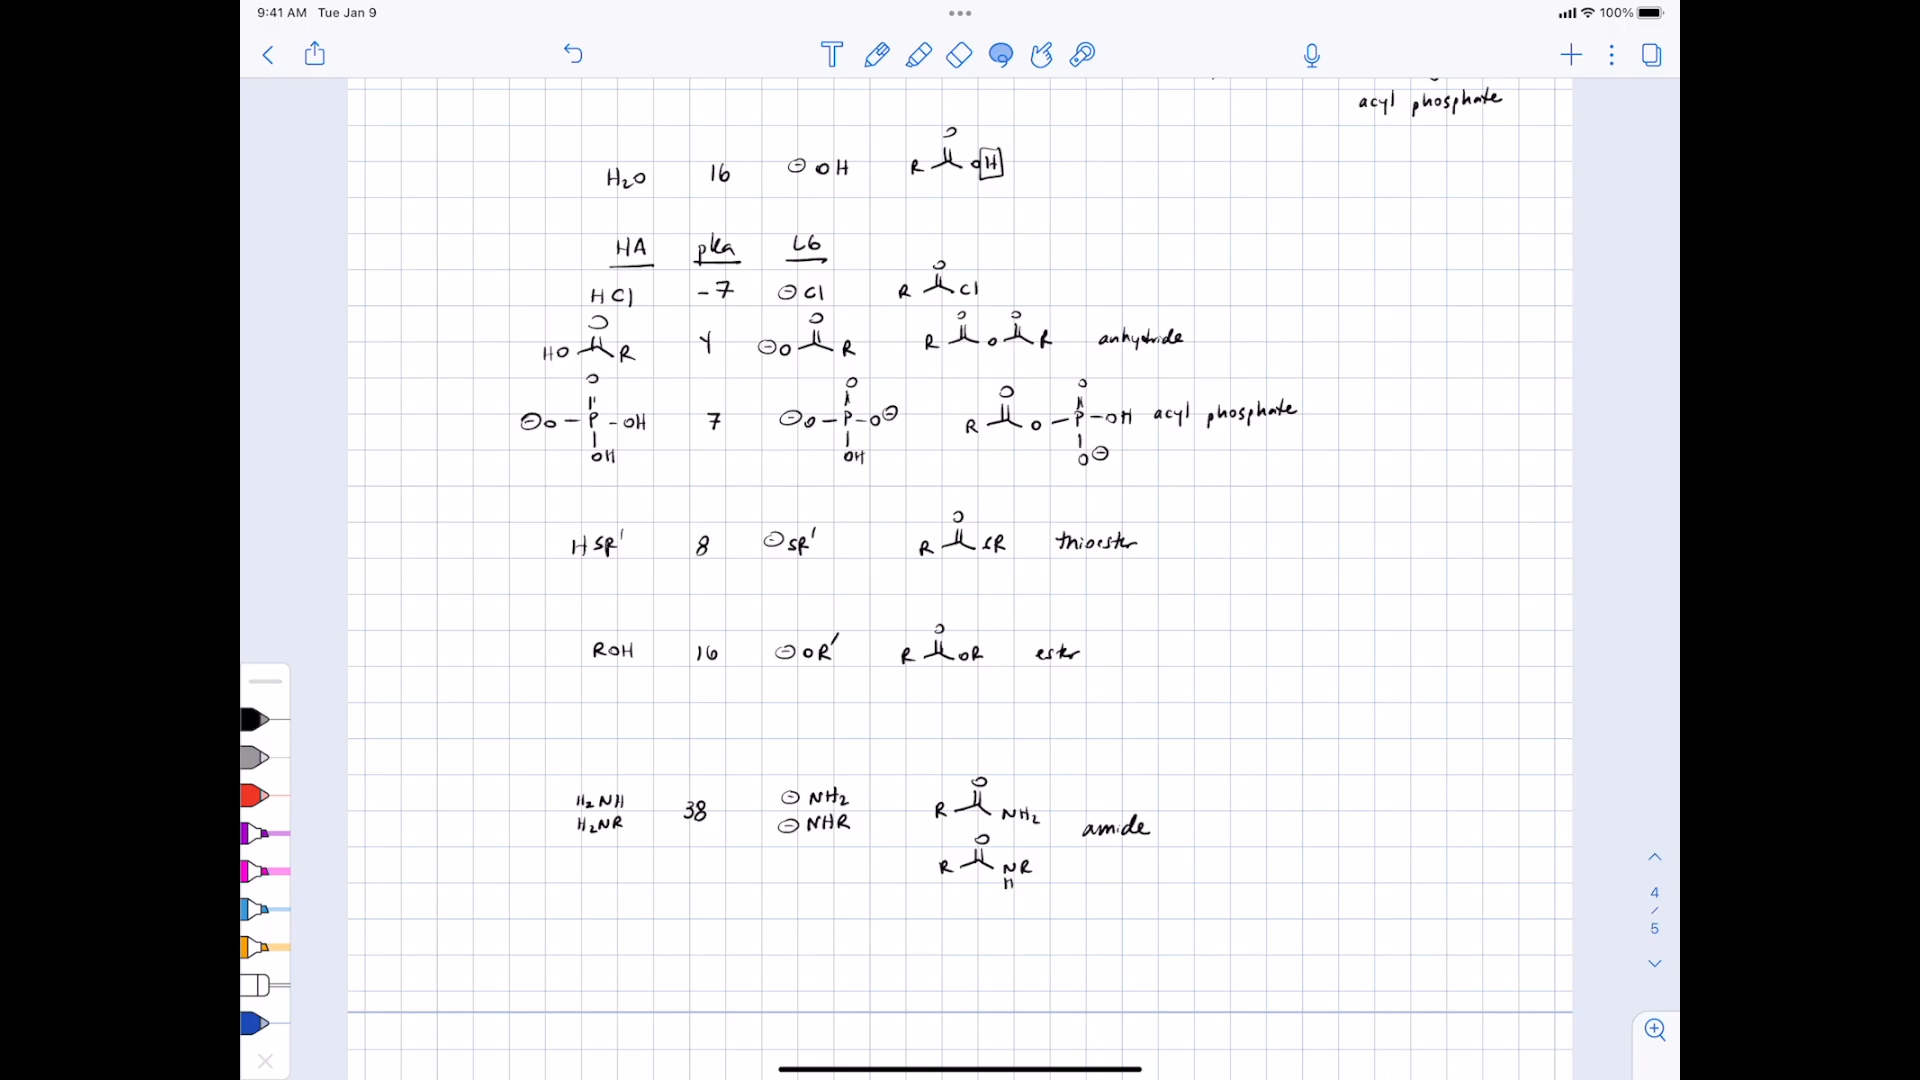 9:41 AM Tue Jan 9
100%
T
acyl phosphate
O
H₂O 16 ⊖OH R OH
HA pka LG
O
HCl -7 ⊖Cl R Cl
O O O O
HO R 4 ⊖O R R O R anhydride
O O O O
⊖O-P-OH 7 ⊖O-P-O⊖ R O-P-OH acyl phosphate
OH OH O⊖
O
HSR' 8 ⊖SR' R SR thioester
O
ROH 16 ⊖OR' R OR ester
O
H₂NH ⊖NH₂ R NH₂
H₂NR 38 ⊖NHR amide
O
R NR
H
4
/
5